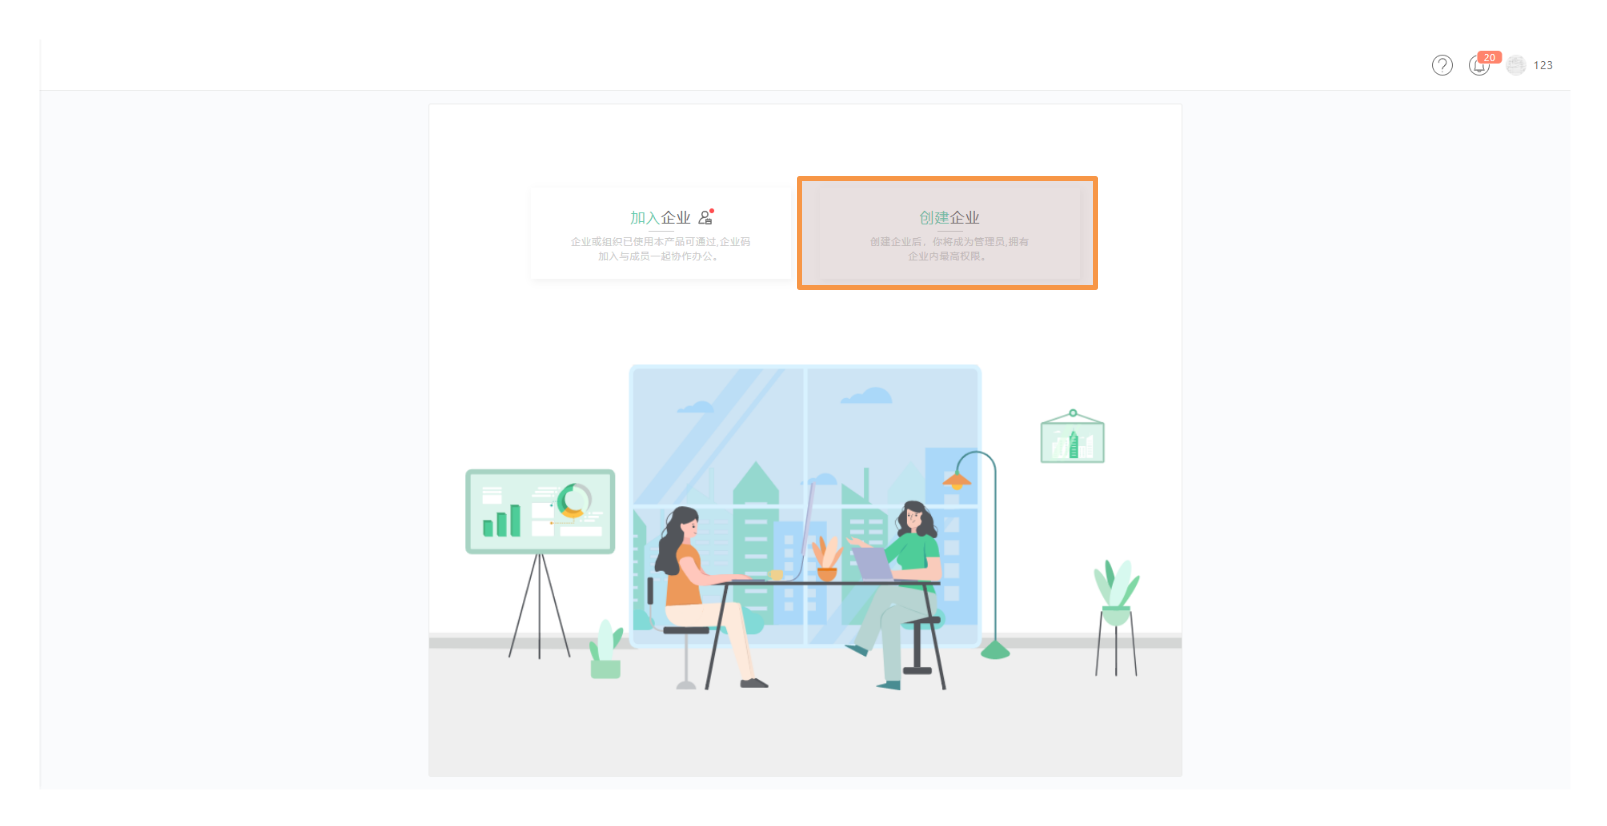 20
123
加入企业
企业或组织已使用本产品可通过,企业码
加入与成员一起协作办公。
创建企业
创建企业后，你将成为管理员,拥有
企业内最高权限。